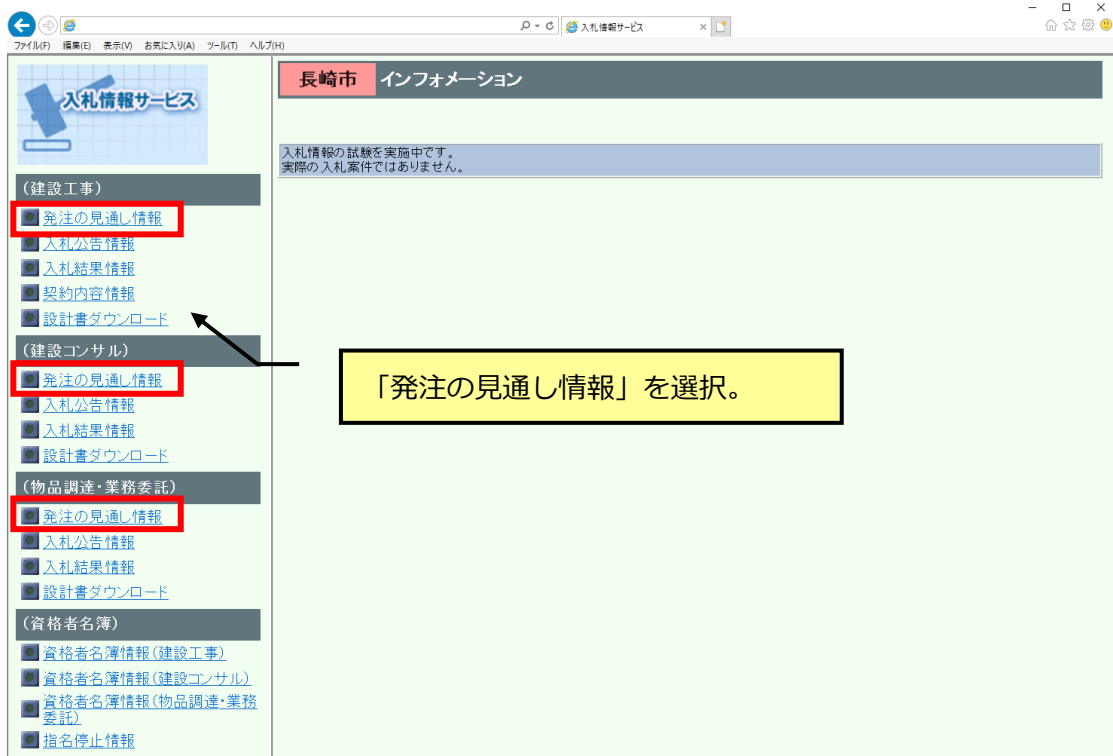 入札情報サービス
ファイル(F) 編集(E) 表示(V) お気に入り(A) ツール(T) ヘルプ(H)
入札情報サービス
長崎市 インフォメーション
入札情報の試験を実施中です。
実際の入札案件ではありません。
(建設工事)
発注の見通し情報
入札公告情報
入札結果情報
契約内容情報
設計書ダウンロード
(建設コンサル)
発注の見通し情報
入札公告情報
入札結果情報
設計書ダウンロード
「発注の見通し情報」を選択。
(物品調達・業務委託)
発注の見通し情報
入札公告情報
入札結果情報
設計書ダウンロード
(資格者名簿)
資格者名簿情報(建設工事)
資格者名簿情報(建設コンサル)
資格者名簿情報(物品調達・業務
委託)
指名停止情報